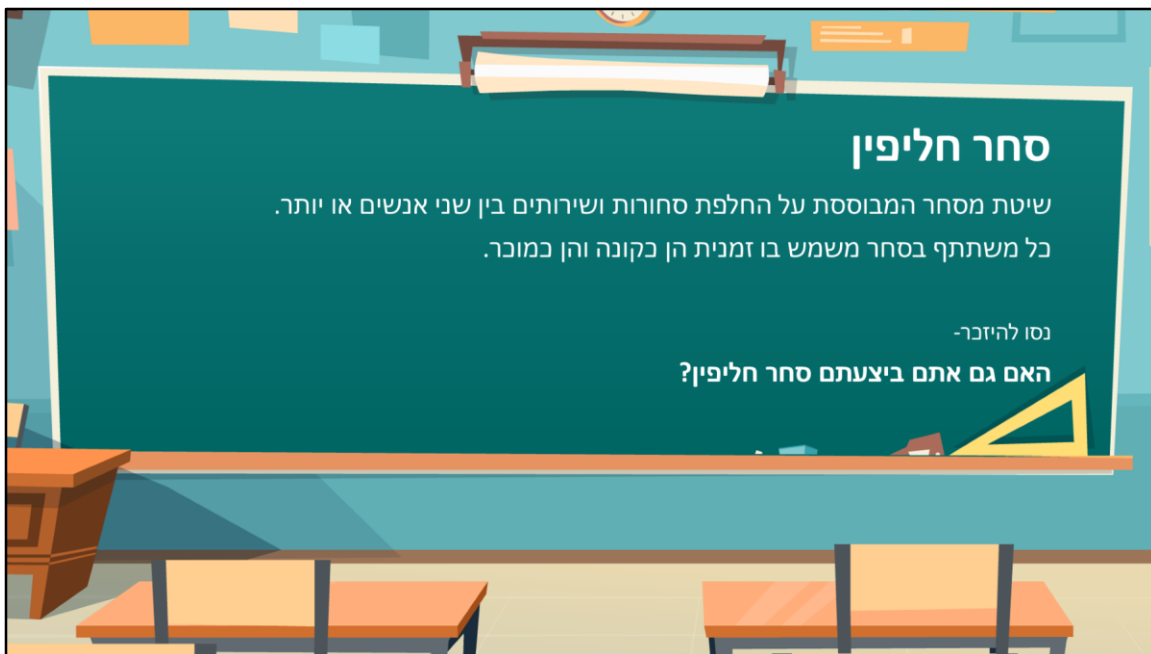 סחר חליפין
שיטת מסחר המבוססת על החלפת סחורות ושירותים בין שני אנשים או יותר.
כל משתתף בסחר משמש בו זמנית הן כקונה והן כמוכר.
נסו להיזכר-
האם גם אתם ביצעתם סחר חליפין?